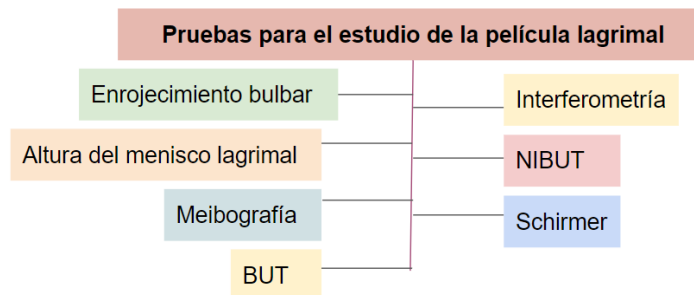 Pruebas para el estudio de la película lagrimal
Enrojecimiento bulbar
Altura del menisco lagrimal
Meibografía
BUT
Interferometría
NIBUT
Schirmer